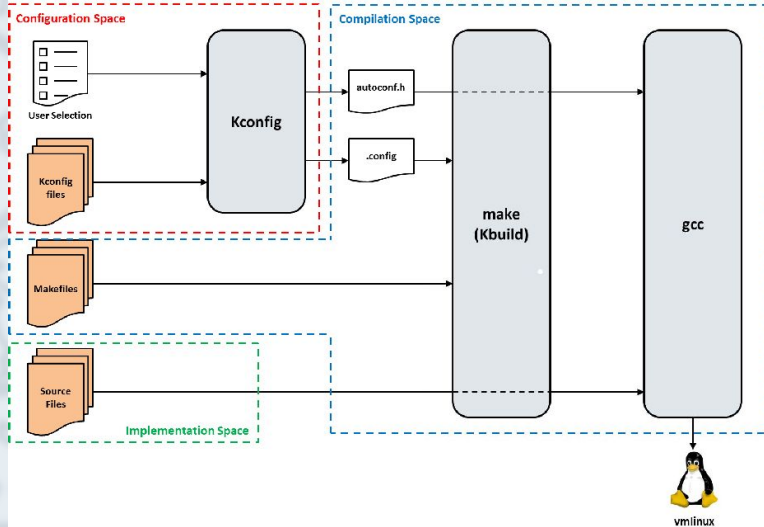 Configuration Space
Compilation Space
User Selection
Kconfig
autoconf.h
.config
Kconfig
files
make
(Kbuild)
gcc
Makefiles
Source
Files
Implementation Space
vmlinux